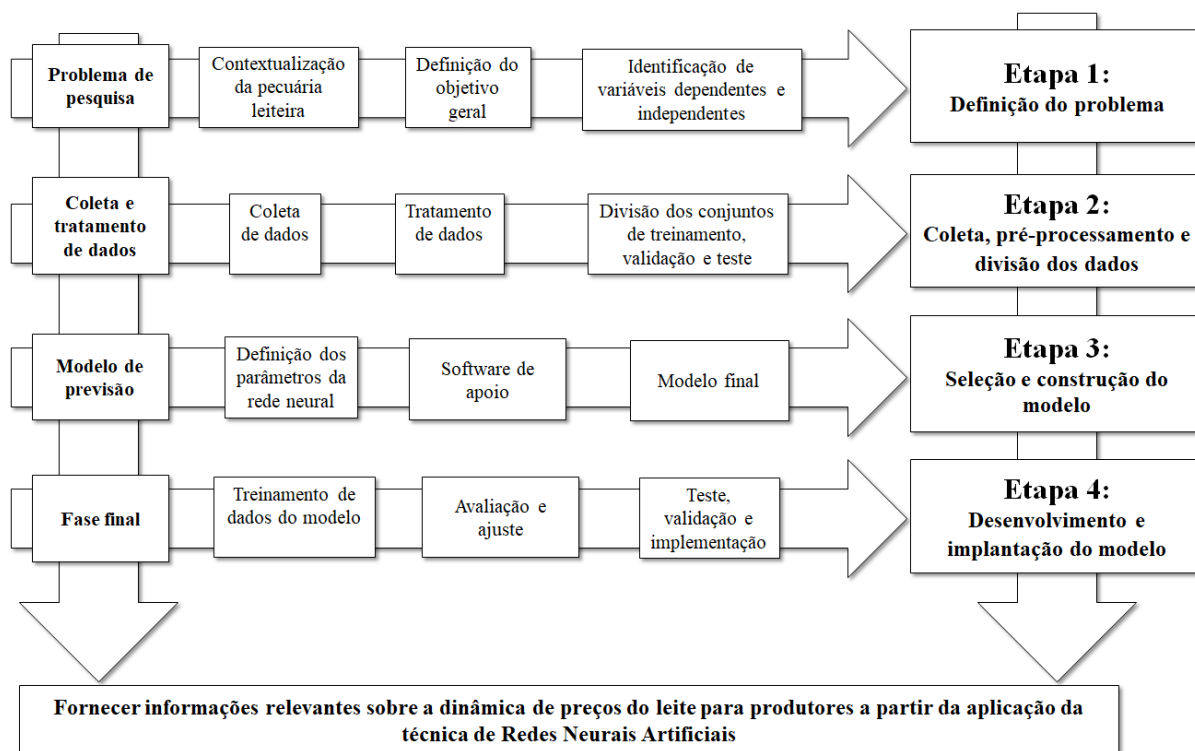 Problema de
pesquisa
Contextualização
da pecuária
leiteira
Definição do
objetivo
geral
Identificação de
variáveis dependentes e
independentes
Etapa 1:
Definição do problema
Coleta e
tratamento
de dados
Coleta
de dados
Tratamento
de dados
Divisão dos conjuntos
de treinamento,
validação e teste
Etapa 2:
Coleta, pré-processamento e
divisão dos dados
Modelo de
previsão
Definição dos
parâmetros da
rede neural
Software de
apoio
Modelo final
Etapa 3:
Seleção e construção do
modelo
Fase final
Treinamento de
dados do modelo
Avaliação e
ajuste
Teste,
validação e
implementação
Etapa 4:
Desenvolvimento e
implantação do modelo
Fornecer informações relevantes sobre a dinâmica de preços do leite para produtores a partir da aplicação da
técnica de Redes Neurais Artificiais